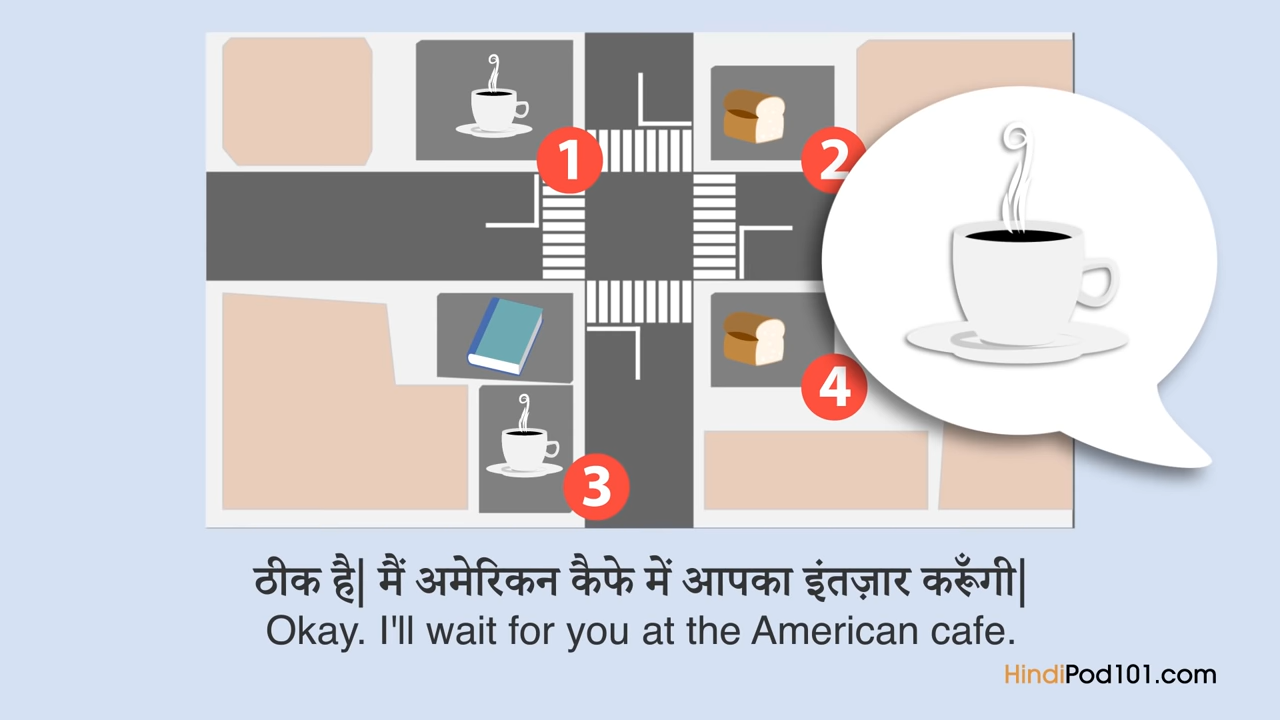 1
2
3
4
ठीक है| मैं अमेरिकन कैफे में आपका इंतज़ार करूँगी|
Okay. I'll wait for you at the American cafe.
HindiPod101.com